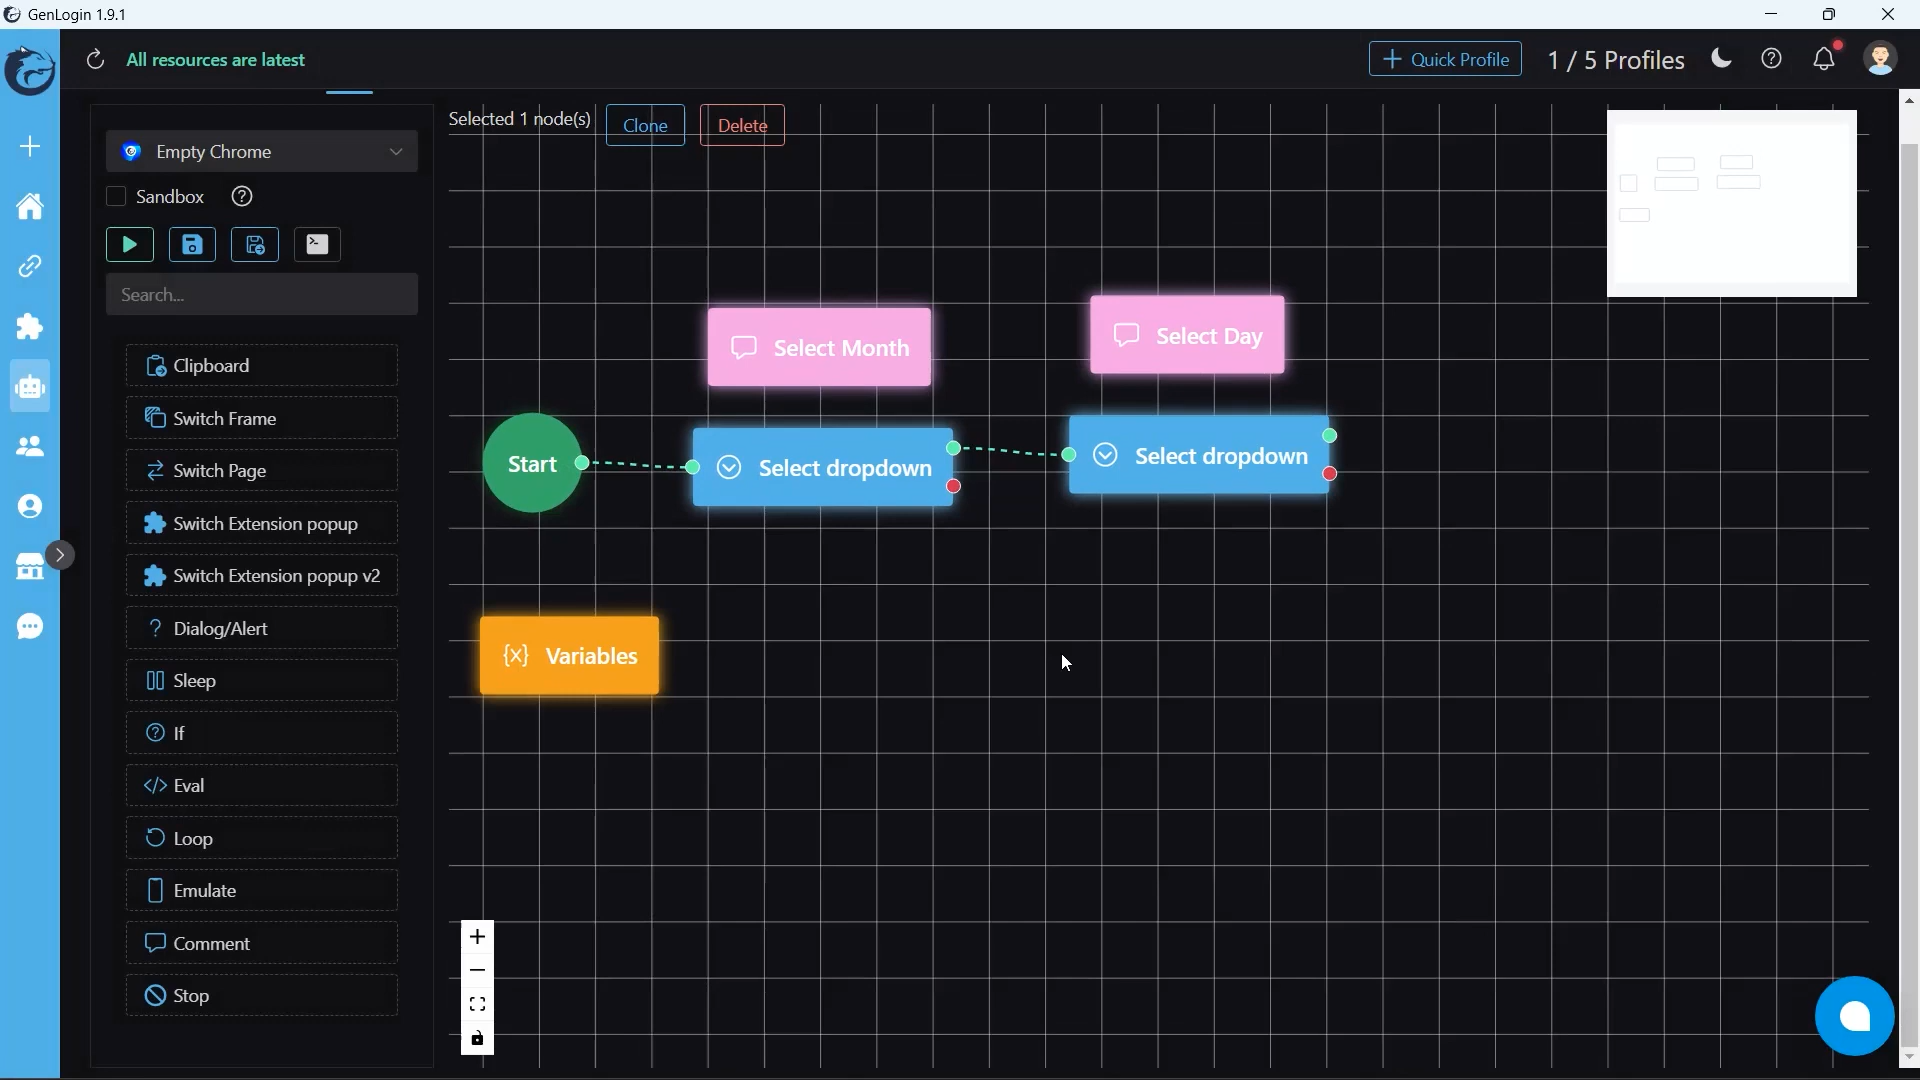 GenLogin 1.9.1
All resources are latest
Quick Profile
1 / 5 Profiles
Empty Chrome
Sandbox
Search...
Clipboard
Switch Frame
Switch Page
Switch Extension popup
Switch Extension popup v2
Dialog/Alert
Sleep
If
Eval
Loop
Emulate
Comment
Stop
Selected 1 node(s)
Clone
Delete
Select Month
Select Day
Start
Select dropdown
Select dropdown
Variables